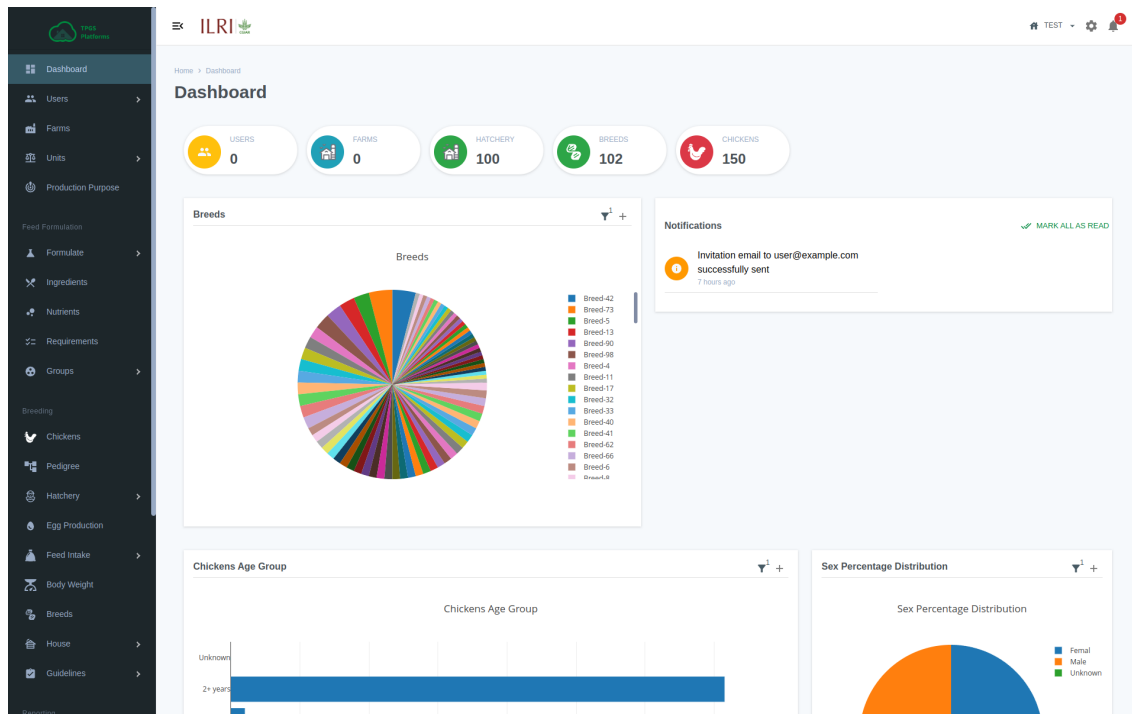 TPGS
Platforms
ILRI
CGIAR
TEST
1
Dashboard
Users
Farms
Units
Production Purpose
Feed Formulation
Formulate
Ingredients
Nutrients
Requirements
Groups
Breeding
Chickens
Pedigree
Hatchery
Egg Production
Feed Intake
Body Weight
Breeds
House
Guidelines
Reporting
Home > Dashboard
Dashboard
USERS
0
FARMS
0
HATCHERY
100
BREEDS
102
CHICKENS
150
Breeds
1
Breeds
Breed-42
Breed-73
Breed-5
Breed-13
Breed-90
Breed-98
Breed-4
Breed-11
Breed-17
Breed-32
Breed-33
Breed-40
Breed-41
Breed-62
Breed-66
Breed-6
Breed-8
Notifications
MARK ALL AS READ
Invitation email to user@example.com
successfully sent
7 hours ago
Chickens Age Group
1
Chickens Age Group
Unknown
2+ years
Sex Percentage Distribution
1
Sex Percentage Distribution
Femal
Male
Unknown